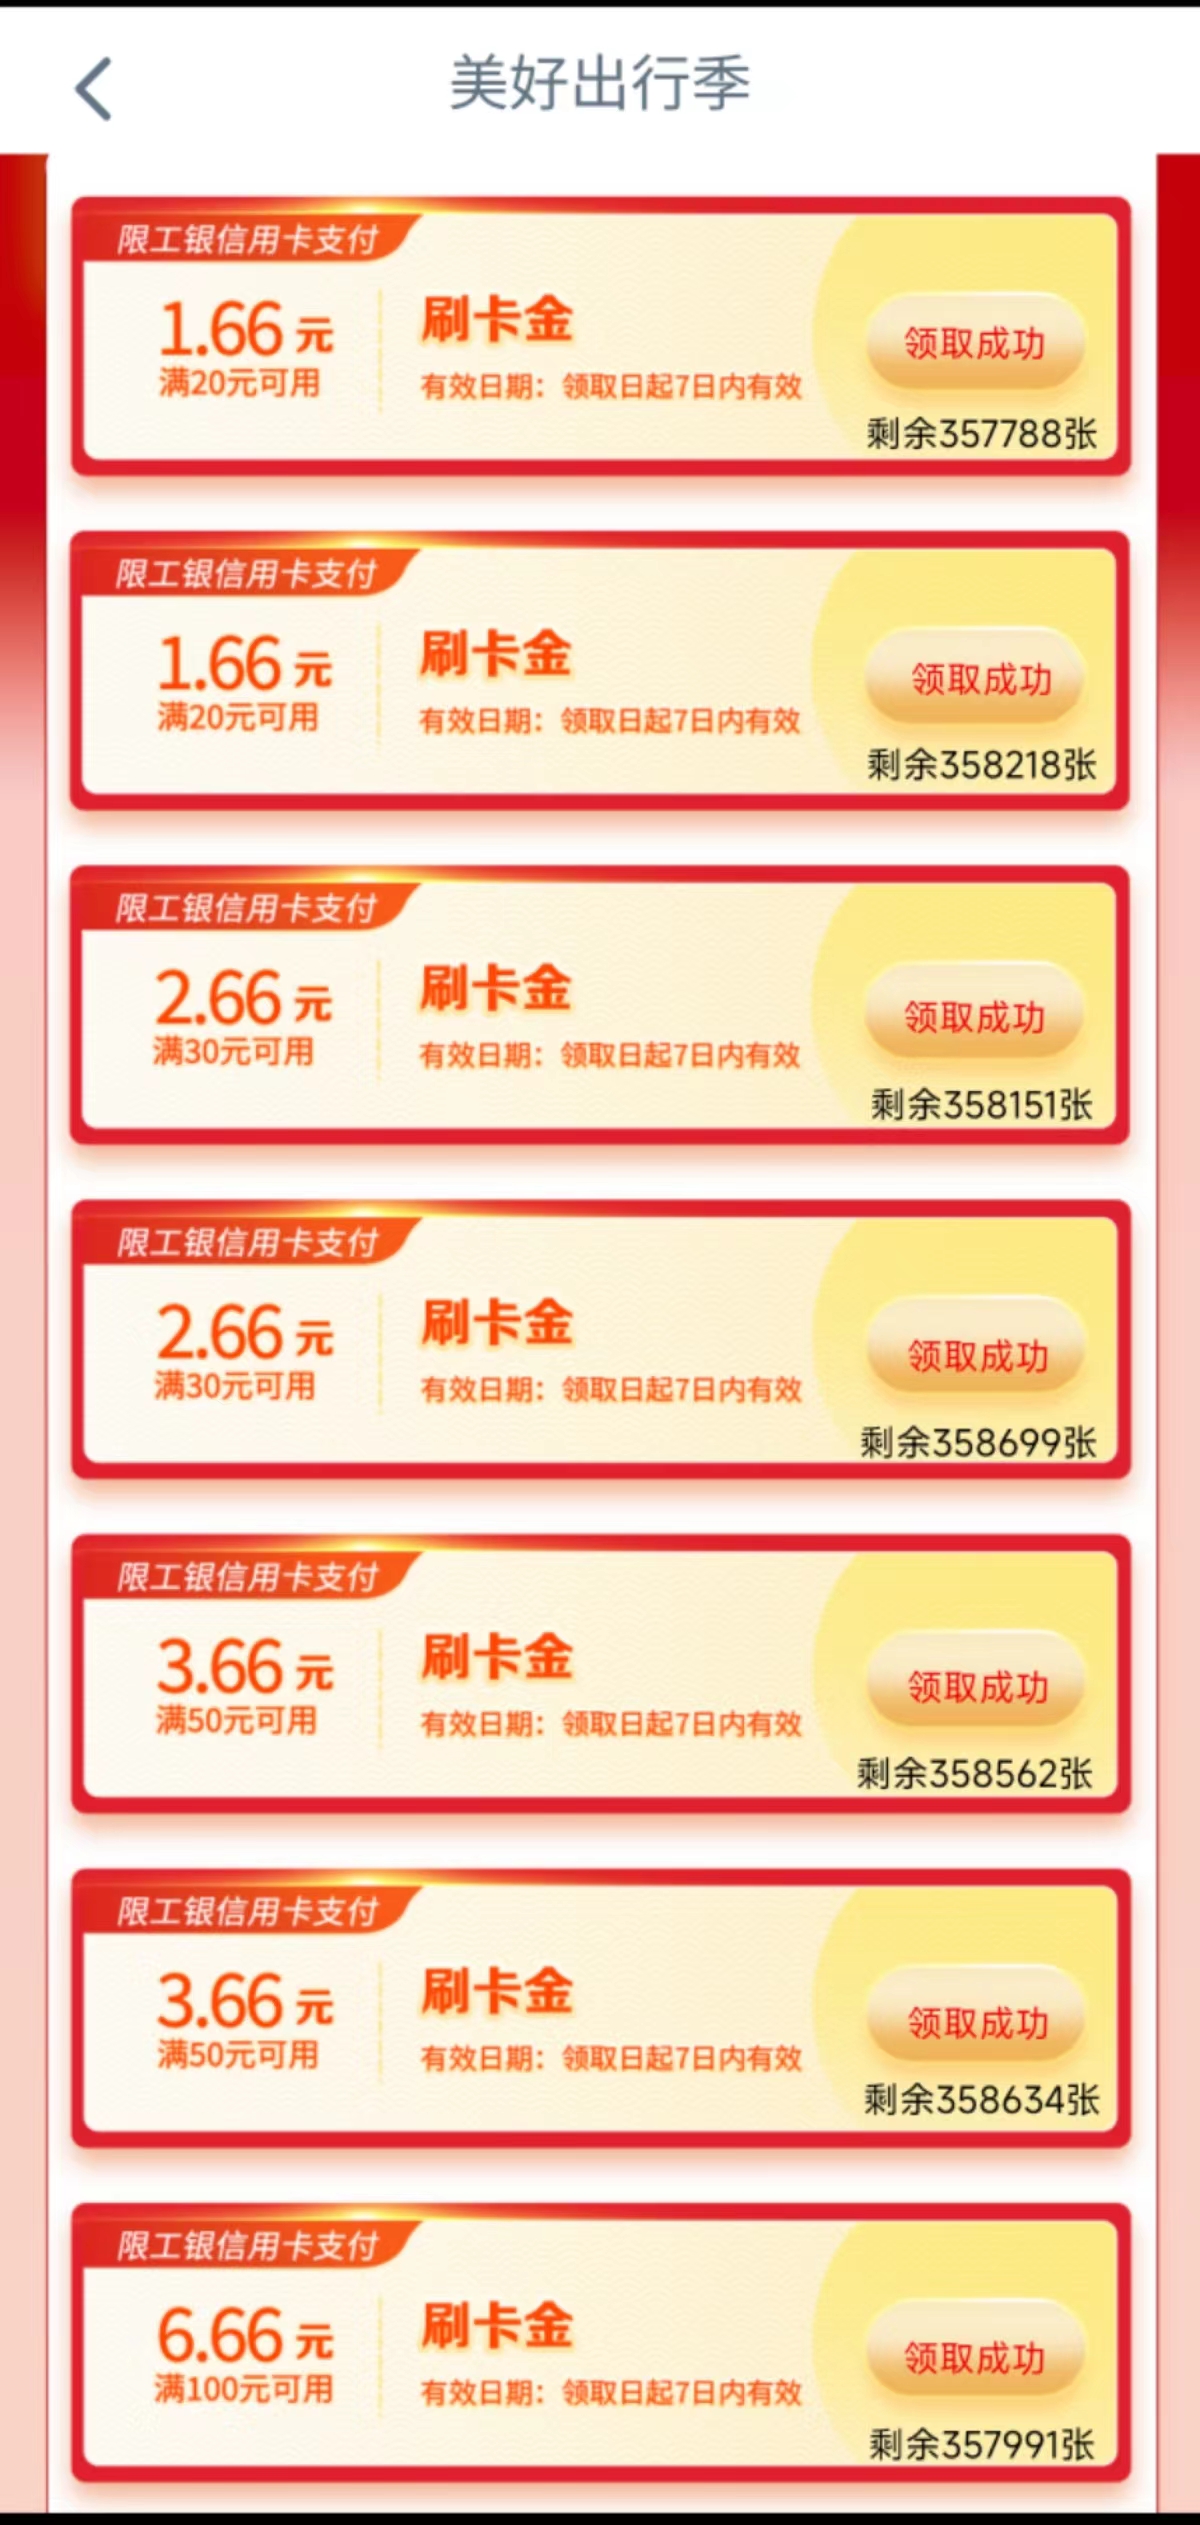 美好出行季
限工银信用卡支付
1.66元
满20元可用
刷卡金
有效日期：领取日起7日内有效
领取成功
剩余357788张
限工银信用卡支付
1.66元
满20元可用
刷卡金
有效日期：领取日起7日内有效
领取成功
剩余358218张
限工银信用卡支付
2.66元
满30元可用
刷卡金
有效日期：领取日起7日内有效
领取成功
剩余358151张
限工银信用卡支付
2.66元
满30元可用
刷卡金
有效日期：领取日起7日内有效
领取成功
剩余358699张
限工银信用卡支付
3.66元
满50元可用
刷卡金
有效日期：领取日起7日内有效
领取成功
剩余358562张
限工银信用卡支付
3.66元
满50元可用
刷卡金
有效日期：领取日起7日内有效
领取成功
剩余358634张
限工银信用卡支付
6.66元
满100元可用
刷卡金
有效日期：领取日起7日内有效
领取成功
剩余357991张